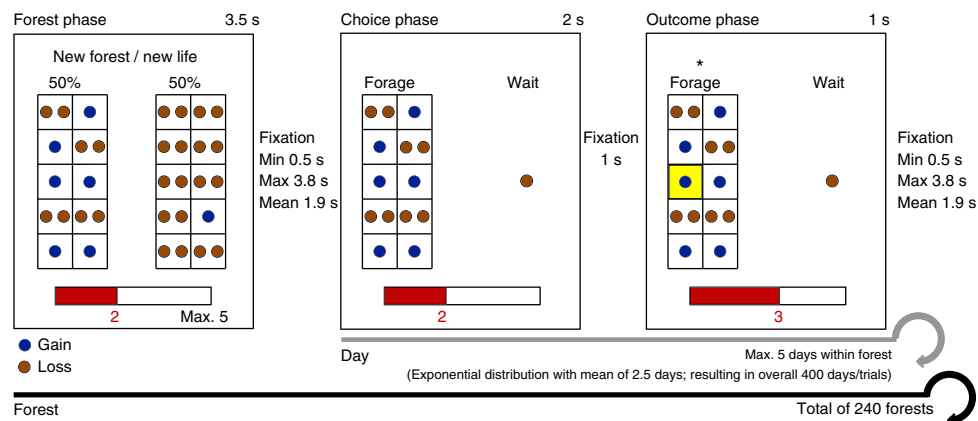 Forest phase 3.5 s
New forest / new life
50% 50%
2 Max. 5
Fixation
Min 0.5 s
Max 3.8 s
Mean 1.9 s
Gain
Loss
Choice phase 2 s
Forage Wait
2
Fixation
1 s
Outcome phase 1 s
*
Forage Wait
3
Fixation
Min 0.5 s
Max 3.8 s
Mean 1.9 s
Day Max. 5 days within forest
(Exponential distribution with mean of 2.5 days; resulting in overall 400 days/trials)
Forest Total of 240 forests